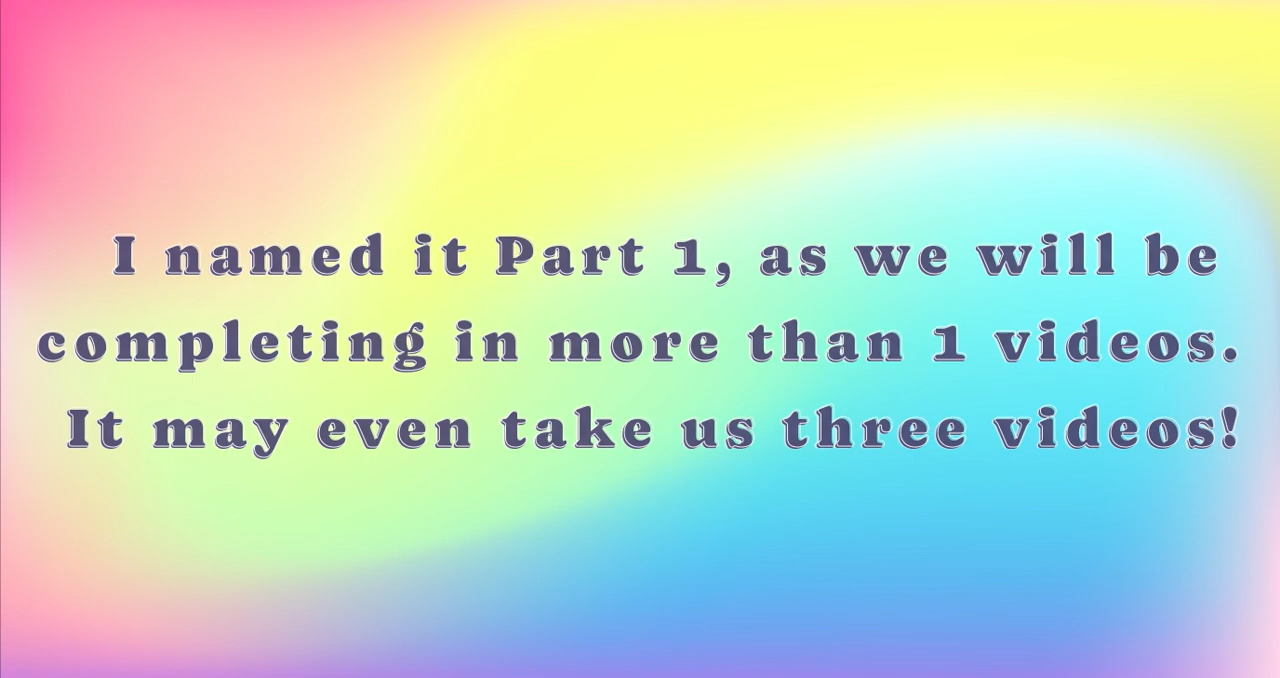 I named it Part 1, as we will be
completing in more than 1 videos.
It may even take us three videos!